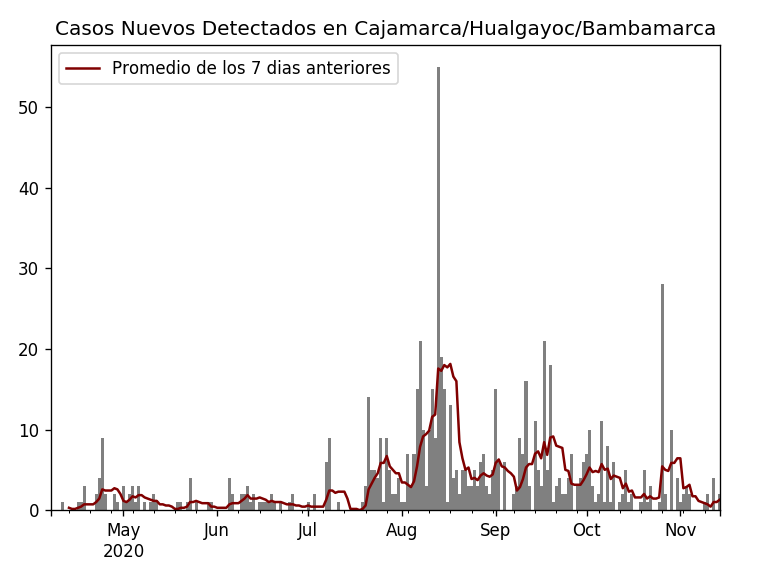 Casos Nuevos Detectados en Cajamarca/Hualgayoc/Bambamarca
Promedio de los 7 dias anteriores
50
40
30
20
10
0
May Jun Jul Aug Sep Oct Nov
2020